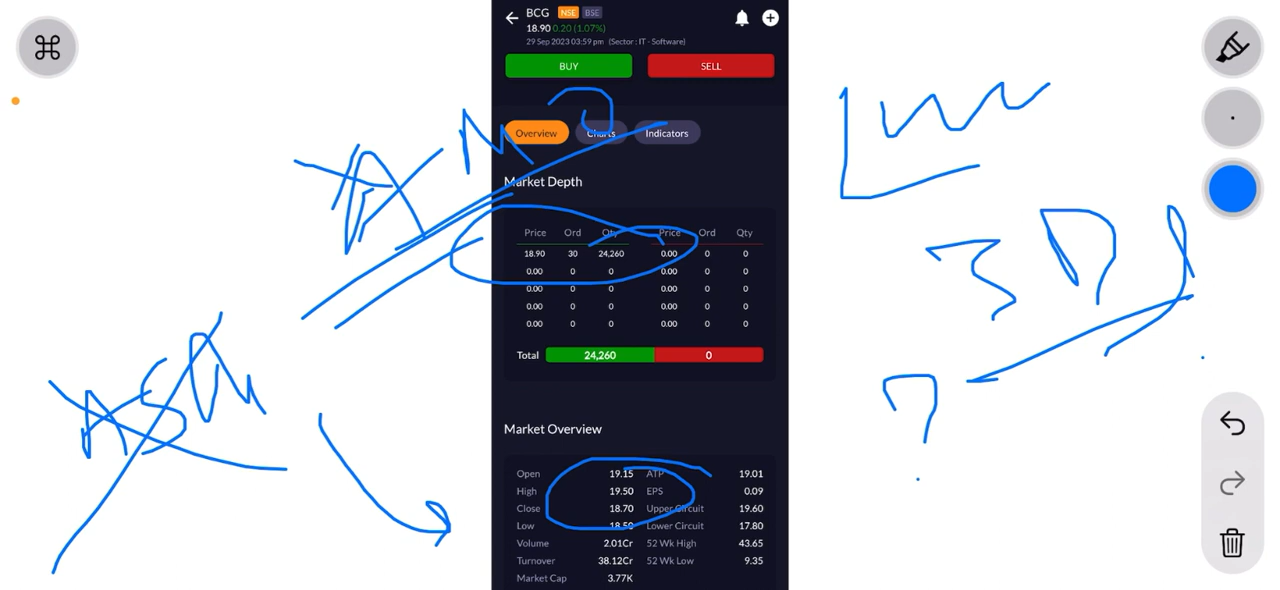 BCG NSE BSE
18.90 0.20 (1.07%)
29 Sep 2023 03:59 pm (Sector : IT - Software)
BUY SELL
Overview Charts Indicators
Market Depth
Price Ord Qty Price Ord Qty
18.90 30 24,260 0.00 0 0
0.00 0 0 0.00 0 0
0.00 0 0 0.00 0 0
0.00 0 0 0.00 0 0
0.00 0 0 0.00 0 0
Total 24,260 0
Market Overview
Open 19.15 ATP 19.01
High 19.50 EPS 0.09
Close 18.70 Upper Circuit 19.60
Low 18.50 Lower Circuit 17.80
Volume 2.01Cr 52 Wk High 43.65
Turnover 38.12Cr 52 Wk Low 9.35
Market Cap 3.77K
?